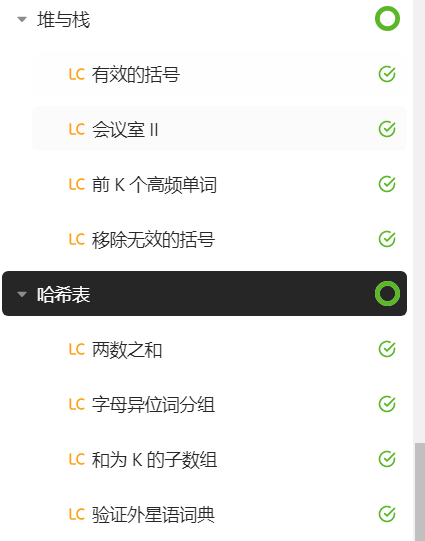 堆与栈
LC 有效的括号
LC 会议室 II
LC 前 K 个高频单词
LC 移除无效的括号
哈希表
LC 两数之和
LC 字母异位词分组
LC 和为 K 的子数组
LC 验证外星语词典